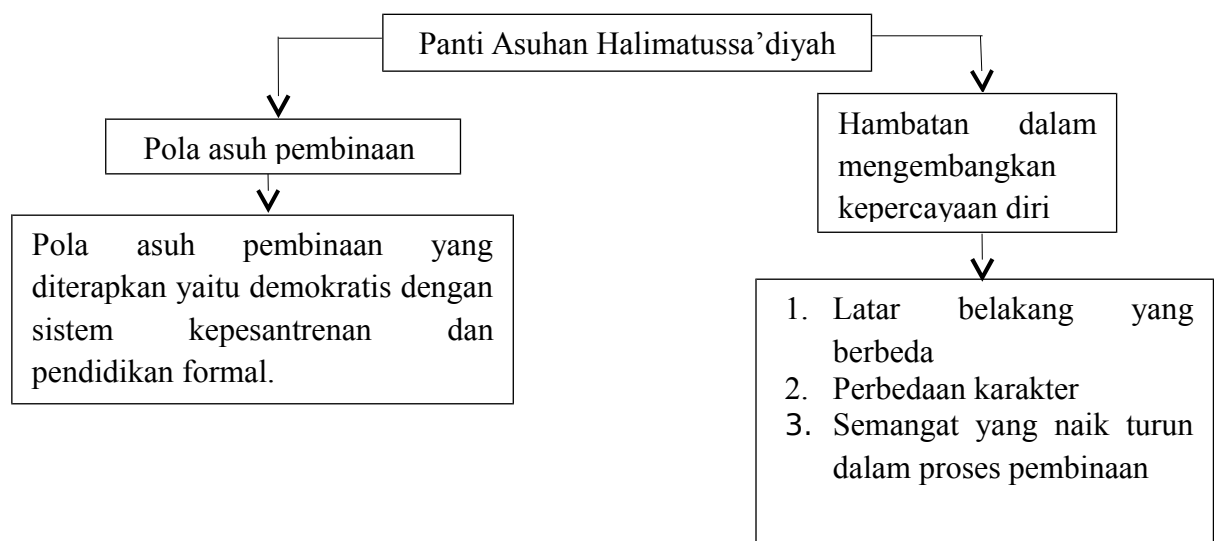 Panti Asuhan Halimatussa’diyah
Pola asuh pembinaan
Pola asuh pembinaan yang
diterapkan yaitu demokratis dengan
sistem kepesantrenan dan
pendidikan formal.
Hambatan dalam
mengembangkan
kepercayaan diri
1. Latar belakang yang
berbeda
2. Perbedaan karakter
3. Semangat yang naik turun
dalam proses pembinaan